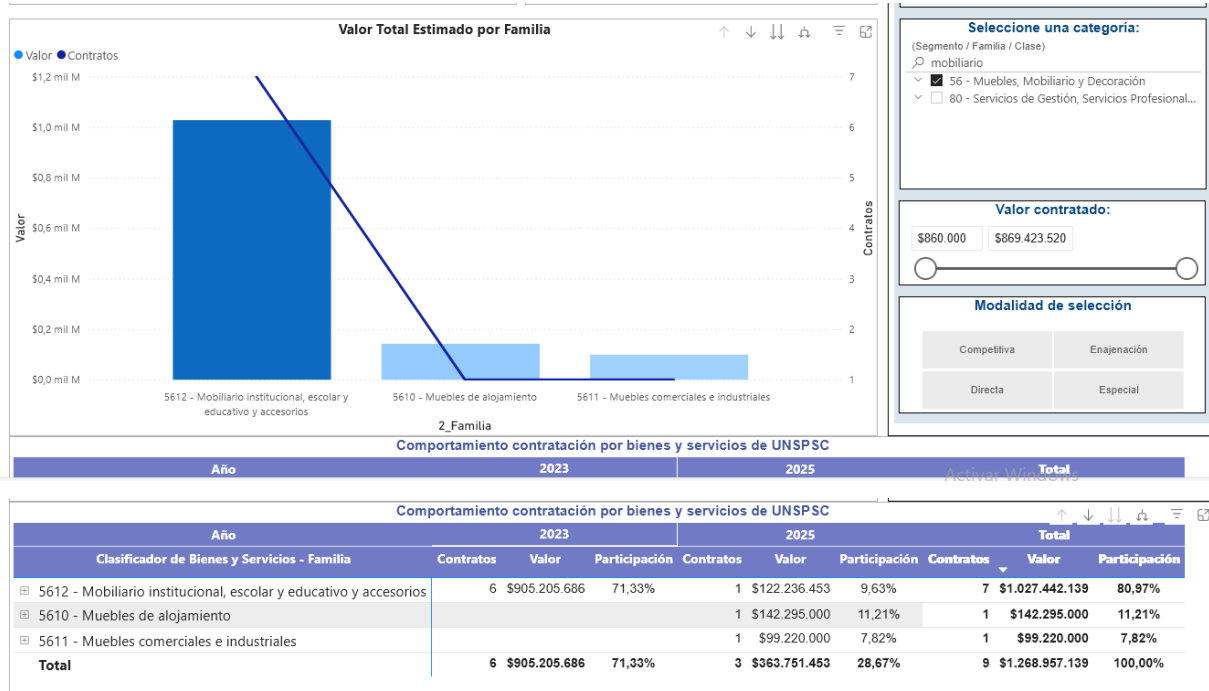 Valor Total Estimado por Familia
Valor Contratos
$1,2 mil M
$1,0 mil M
$0,8 mil M
$0,6 mil M
$0,4 mil M
$0,2 mil M
$0,0 mil M
Valor
7
6
5
4
3
2
1
Contratos
5612 - Mobiliario institucional, escolar y
educativo y accesorios
5610 - Muebles de alojamiento
5611 - Muebles comerciales e industriales
2_Familia
Seleccione una categoría:
(Segmento / Familia / Clase)
mobiliario
56 - Muebles, Mobiliario y Decoración
80 - Servicios de Gestión, Servicios Profesional...
Valor contratado:
$860.000 $869.423.520
Modalidad de selección
Competitiva Enajenación
Directa Especial
Comportamiento contratación por bienes y servicios de UNSPSC
Año 2023 2025 Total
Activar Windows
Comportamiento contratación por bienes y servicios de UNSPSC
Año 2023 2025 Total
Clasificador de Bienes y Servicios - Familia Contratos Valor Participación Contratos Valor Participación Contratos Valor Participación
5612 - Mobiliario institucional, escolar y educativo y accesorios 6 $905.205.686 71,33% 1 $122.236.453 9,63% 7 $1.027.442.139 80,97%
5610 - Muebles de alojamiento 1 $142.295.000 11,21% 1 $142.295.000 11,21%
5611 - Muebles comerciales e industriales 1 $99.220.000 7,82% 1 $99.220.000 7,82%
Total 6 $905.205.686 71,33% 3 $363.751.453 28,67% 9 $1.268.957.139 100,00%